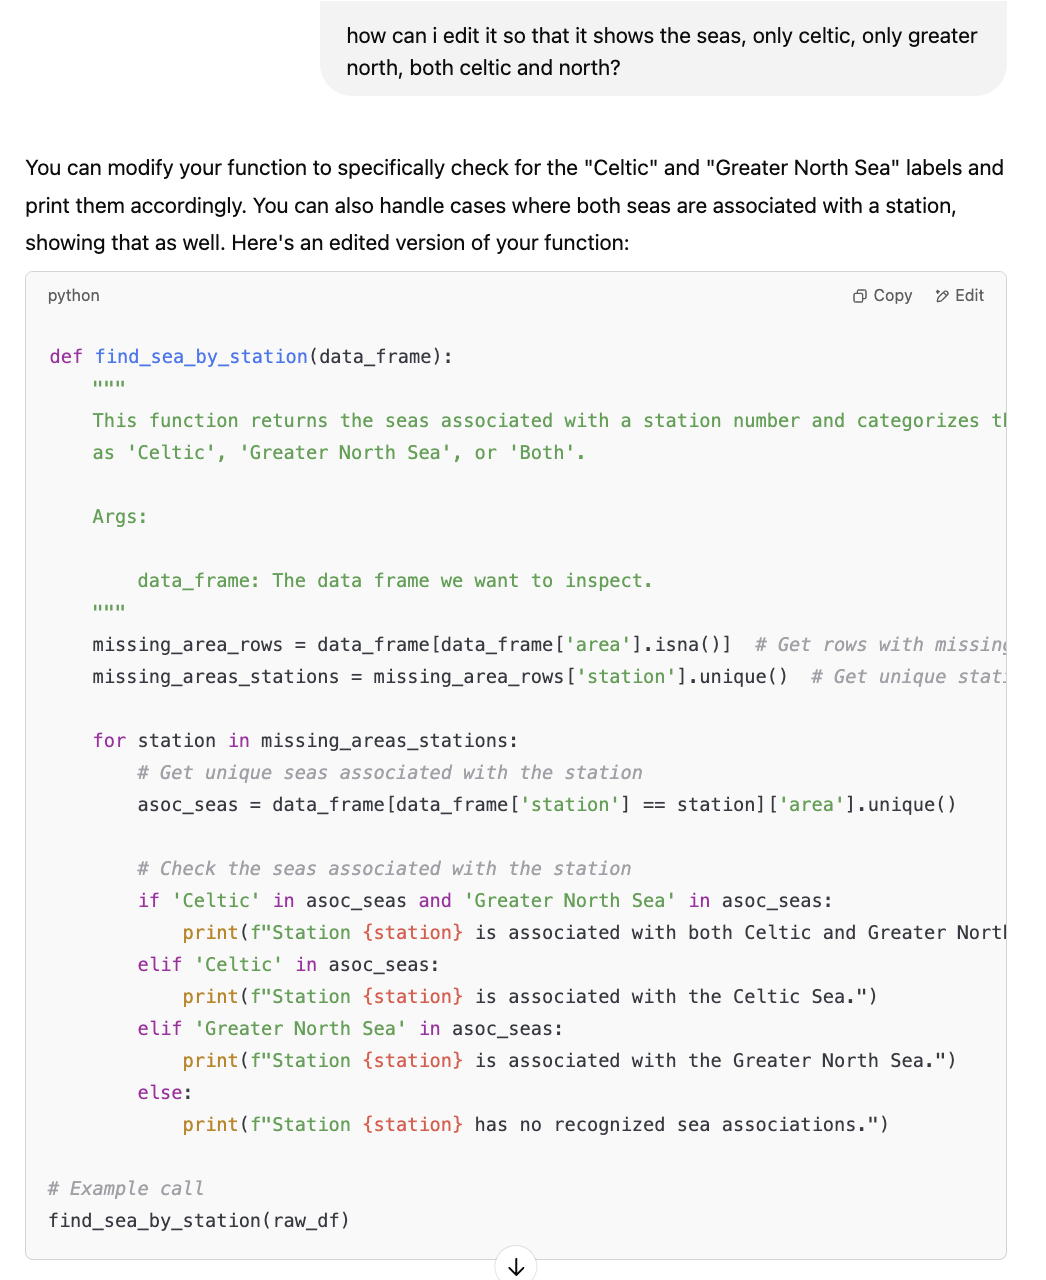 how can i edit it so that it shows the seas, only celtic, only greater
north, both celtic and north?
You can modify your function to specifically check for the "Celtic" and "Greater North Sea" labels and
print them accordingly. You can also handle cases where both seas are associated with a station,
showing that as well. Here's an edited version of your function:
python Copy Edit
def find_sea_by_station(data_frame):
    """
    This function returns the seas associated with a station number and categorizes
    as 'Celtic', 'Greater North Sea', or 'Both'.

    Args:

        data_frame: The data frame we want to inspect.
    """
    missing_area_rows = data_frame[data_frame['area'].isna()]  # Get rows with missing
    missing_areas_stations = missing_area_rows['station'].unique()  # Get unique

    for station in missing_areas_stations:
        # Get unique seas associated with the station
        asoc_seas = data_frame[data_frame['station'] == station]['area'].unique()

        # Check the seas associated with the station
        if 'Celtic' in asoc_seas and 'Greater North Sea' in asoc_seas:
            print(f"Station {station} is associated with both Celtic and Greater North
        elif 'Celtic' in asoc_seas:
            print(f"Station {station} is associated with the Celtic Sea.")
        elif 'Greater North Sea' in asoc_seas:
            print(f"Station {station} is associated with the Greater North Sea.")
        else:
            print(f"Station {station} has no recognized sea associations.")

# Example call
find_sea_by_station(raw_df)